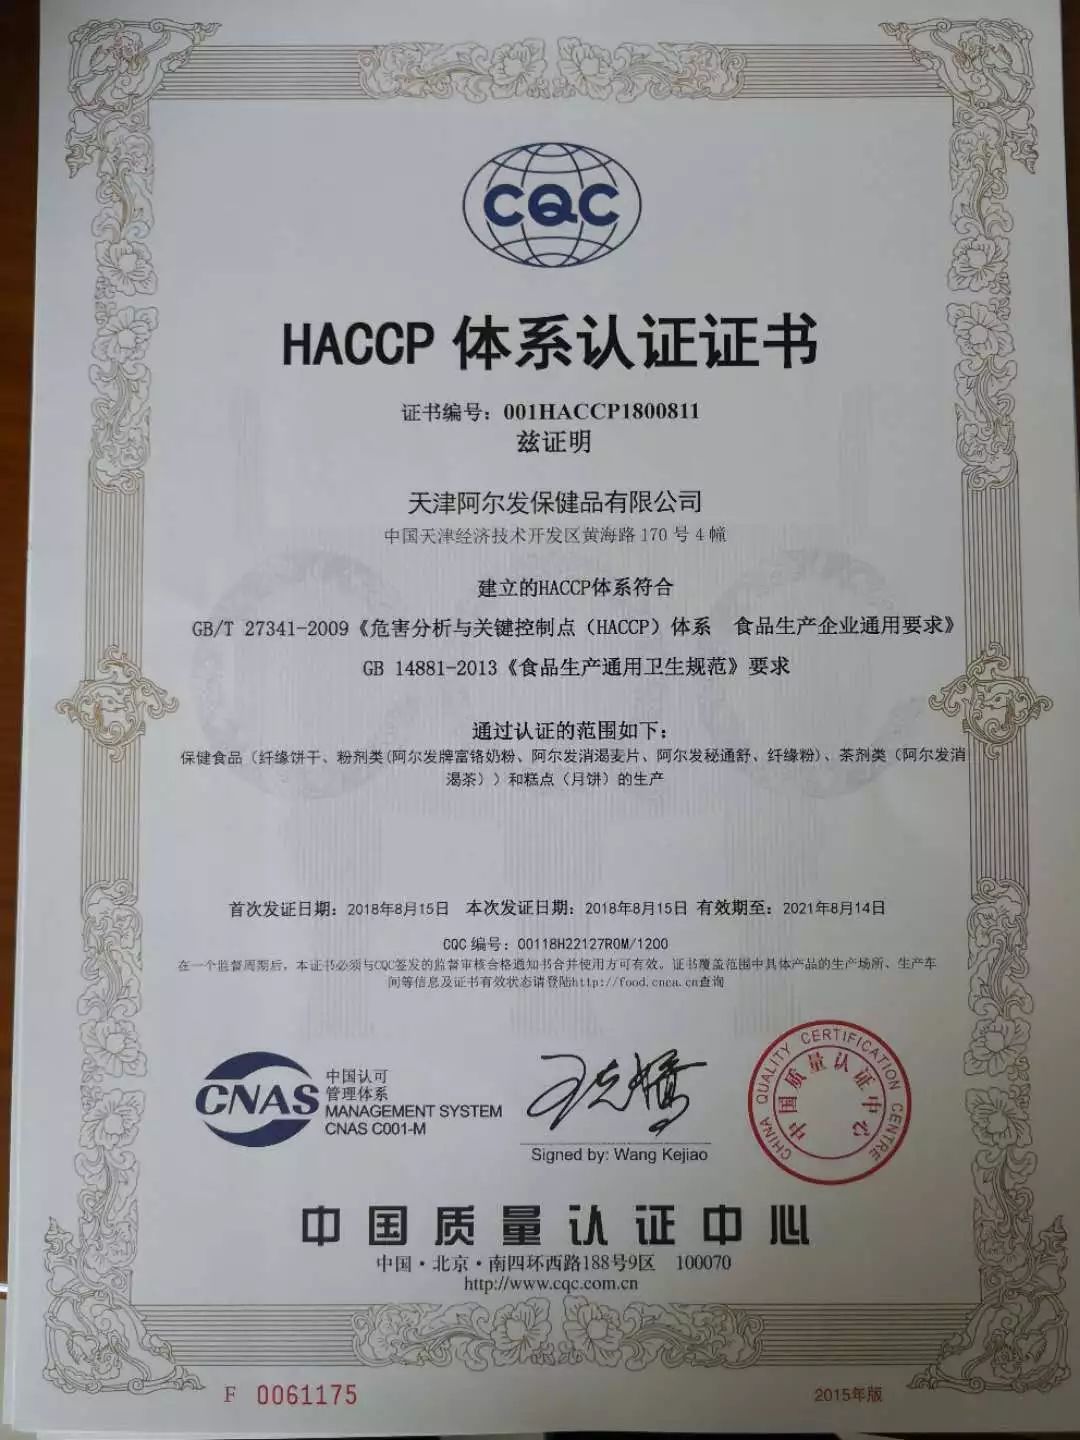 CQC
HACCP 体系认证证书
证书编号：001HACCP1800811
兹证明
天津阿尔发保健品有限公司
中国天津经济技术开发区黄海路 170 号 4 幢
建立的HACCP体系符合
GB/T 27341-2009《危害分析与关键控制点（HACCP）体系　食品生产企业通用要求》
GB 14881-2013《食品生产通用卫生规范》要求
通过认证的范围如下：
保健食品（纤缘饼干、粉剂类(阿尔发牌富铬奶粉、阿尔发消渴麦片、阿尔发秘通舒、纤缘粉)、茶剂类（阿尔发消
渴茶））和糕点（月饼）的生产
首次发证日期：2018年8月15日 本次发证日期：2018年8月15日 有效期至：2021年8月14日
CQC 编号：00118H22127R0M/1200
在一个监督周期后，本证书必须与CQC签发的监督审核合格通知书合并使用方可有效。证书覆盖范围中具体产品的生产场所、生产车
间等信息及证书有效状态请登陆http://food.cnca.cn查询
CNAS
中国认可
管理体系
MANAGEMENT SYSTEM
CNAS C001-M
Signed by: Wang Kejiao
CHINA QUALITY CERTIFICATION CENTRE
中国质量认证中心
中国质量认证中心
中国·北京·南四环西路188号9区 100070
http://www.cqc.com.cn
F 0061175
2015年版